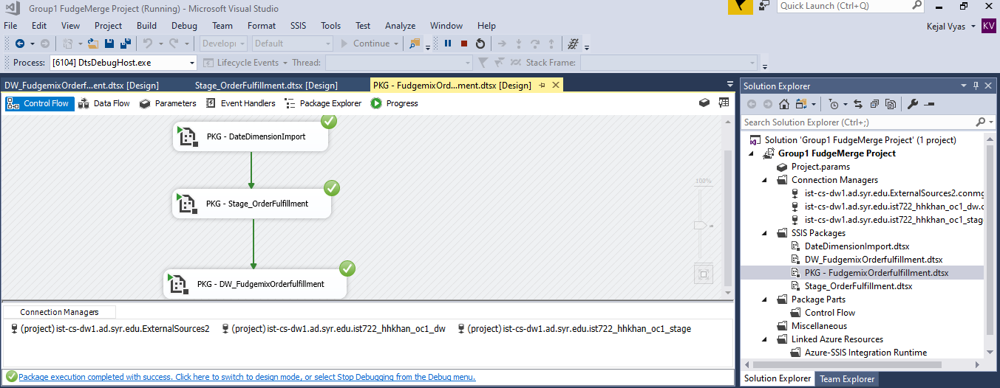 Group1 FudgeMerge Project (Running) - Microsoft Visual Studio
Quick Launch (Ctrl+Q)
File Edit View Project Build Debug Team Format SSIS Tools Test Analyze Window Help
Kejal Vyas KV
Developi Default Continue
Process: [6104] DtsDebugHost.exe Lifecycle Events Thread: Stack Frame:
DW_FudgemixOrderf...ent.dtsx [Design] Stage_OrderFulfillment.dtsx [Design] PKG - FudgemixOrd...ment.dtsx [Design]
Solution Explorer
Control Flow Data Flow Parameters Event Handlers Package Explorer Progress
Search Solution Explorer (Ctrl+;)
PKG - DateDimensionImport
PKG - Stage_OrderFulfillment
PKG - DW_FudgemixOrderfulfillment
100%
Solution 'Group1 FudgeMerge Project' (1 project)
Group1 FudgeMerge Project
Project.params
Connection Managers
ist-cs-dw1.ad.syr.edu.ExternalSources2.conmg
ist-cs-dw1.ad.syr.edu.ist722_hhkhan_oc1_dw.c
ist-cs-dw1.ad.syr.edu.ist722_hhkhan_oc1_stage
SSIS Packages
DateDimensionImport.dtsx
DW_FudgemixOrderfulfillment.dtsx
PKG - FudgemixOrderfulfillment.dtsx
Stage_OrderFulfillment.dtsx
Package Parts
Control Flow
Miscellaneous
Linked Azure Resources
Azure-SSIS Integration Runtime
Connection Managers
(project) ist-cs-dw1.ad.syr.edu.ExternalSources2 (project) ist-cs-dw1.ad.syr.edu.ist722_hhkhan_oc1_dw (project) ist-cs-dw1.ad.syr.edu.ist722_hhkhan_oc1_stage
Package execution completed with success. Click here to switch to design mode, or select Stop Debugging from the Debug menu.
Solution Explorer Team Explorer